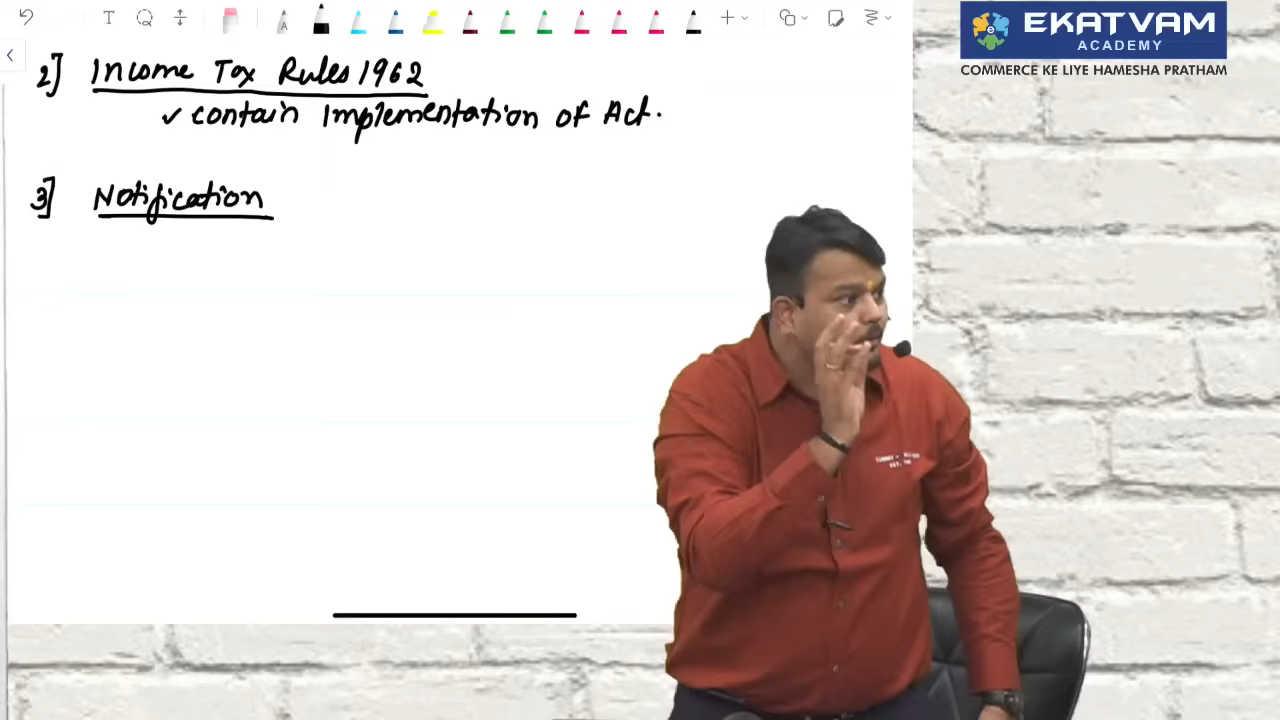 EKATVAM
ACADEMY
COMMERCE KE LIYE HAMESHA PRATHAM
2] Income Tax Rules 1962
✓ contain Implementation of Act.
3] Notification